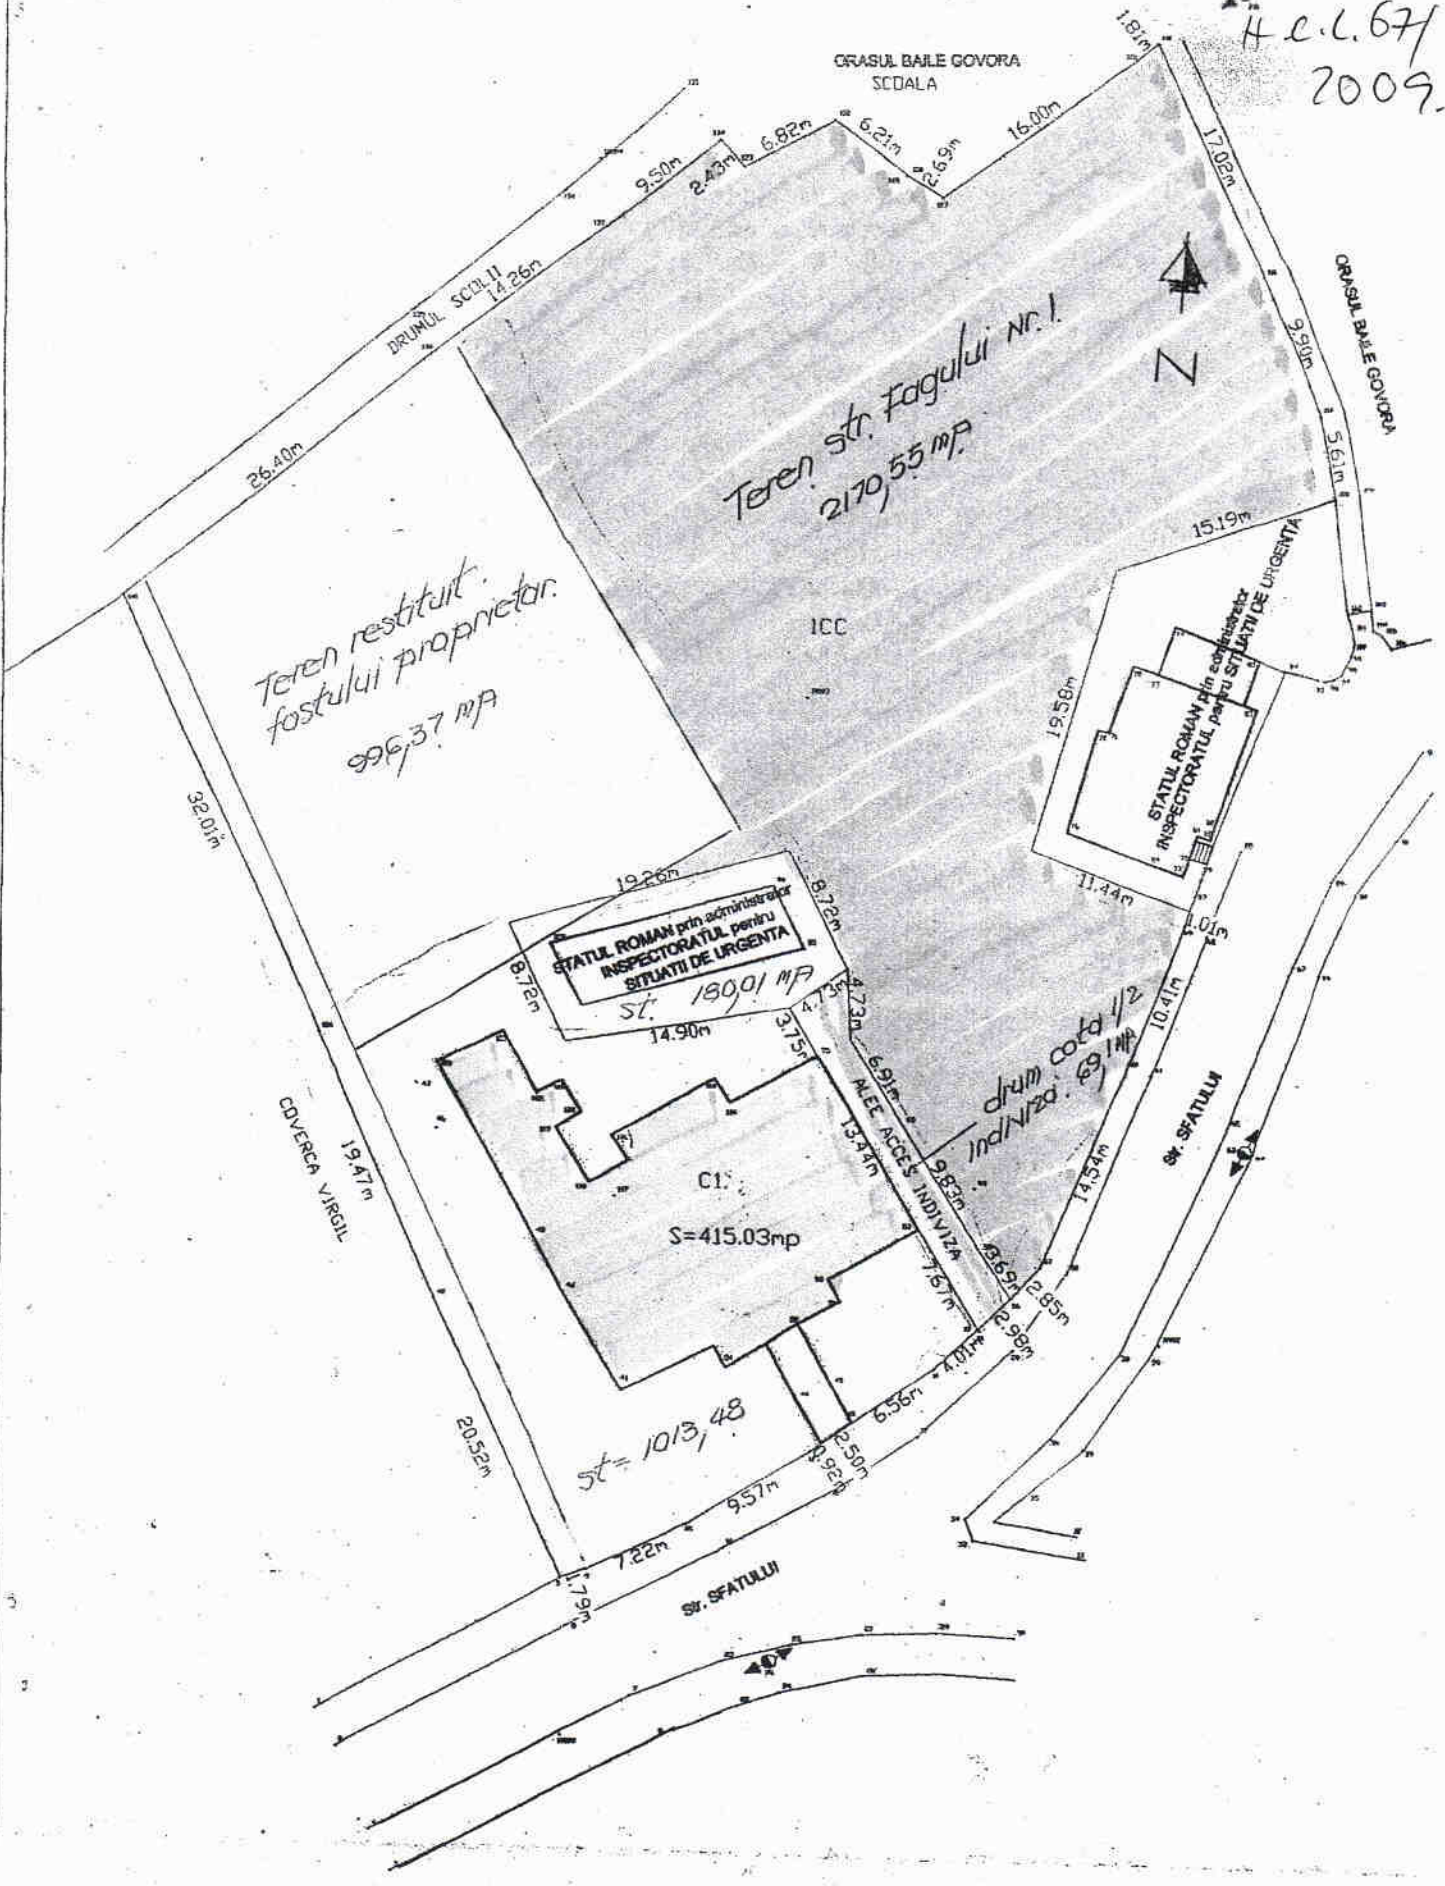 H.C.L. 67/
2009.
ORASUL BAILE GOVORA
SCOALA
1.81m
16.00m
2.69m
6.21m
6.82m
2.43m
9.50m
17.02m
DRUMUL SCOLII
14.26m
26.40m
ORASUL BAILE GOVORA
9.90m
5.61m
N
Teren str. Fagului Nr. 1.
2170,55 mp.
15.19m
Teren restituit
fostului proprietar.
996,37 mp
1CC
19.58m
STATUL ROMAN prin administrator
INSPECTORATUL pentru SITUATII DE URGENTA
32.01m
19.26m
8.72m
11.44m
1.01m
STATUL ROMAN prin administrator
INSPECTORATUL pentru
SITUATII DE URGENTA
8.72m
St. 180,01 mp
14.90m
4.73m
4.73m
3.75m
10.41m
6.91m
drum cota 1/2
indiviza. 69,1 mp
ALEE ACCES INDIVIZA
13.44m
9.83m
14.54m
Str. SFATULUI
COVERCA VIRGIL
19.47m
C1
S=415.03mp
7.67m
3.69m
2.85m
2.98m
4.01m
6.56m
2.50m
0.92m
20.52m
st= 1013,48
9.57m
7.22m
1.79m
Str. SFATULUI